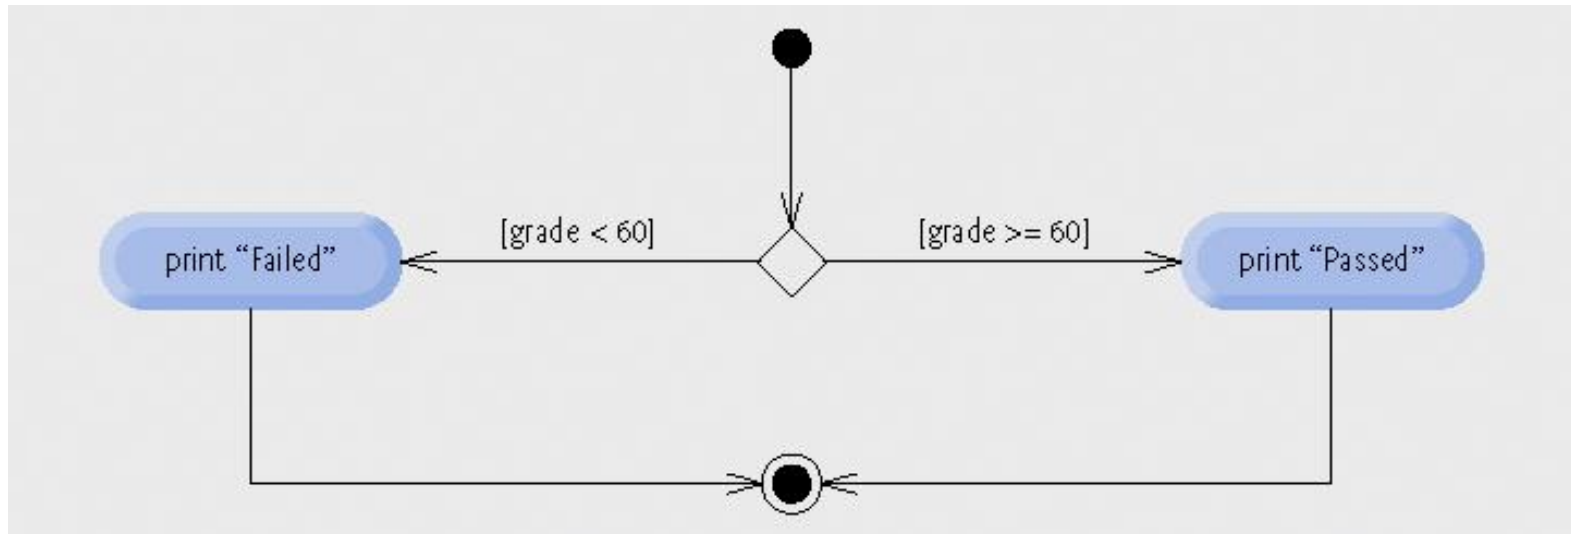 [grade < 60]
[grade >= 60]
print “Failed”
print “Passed”